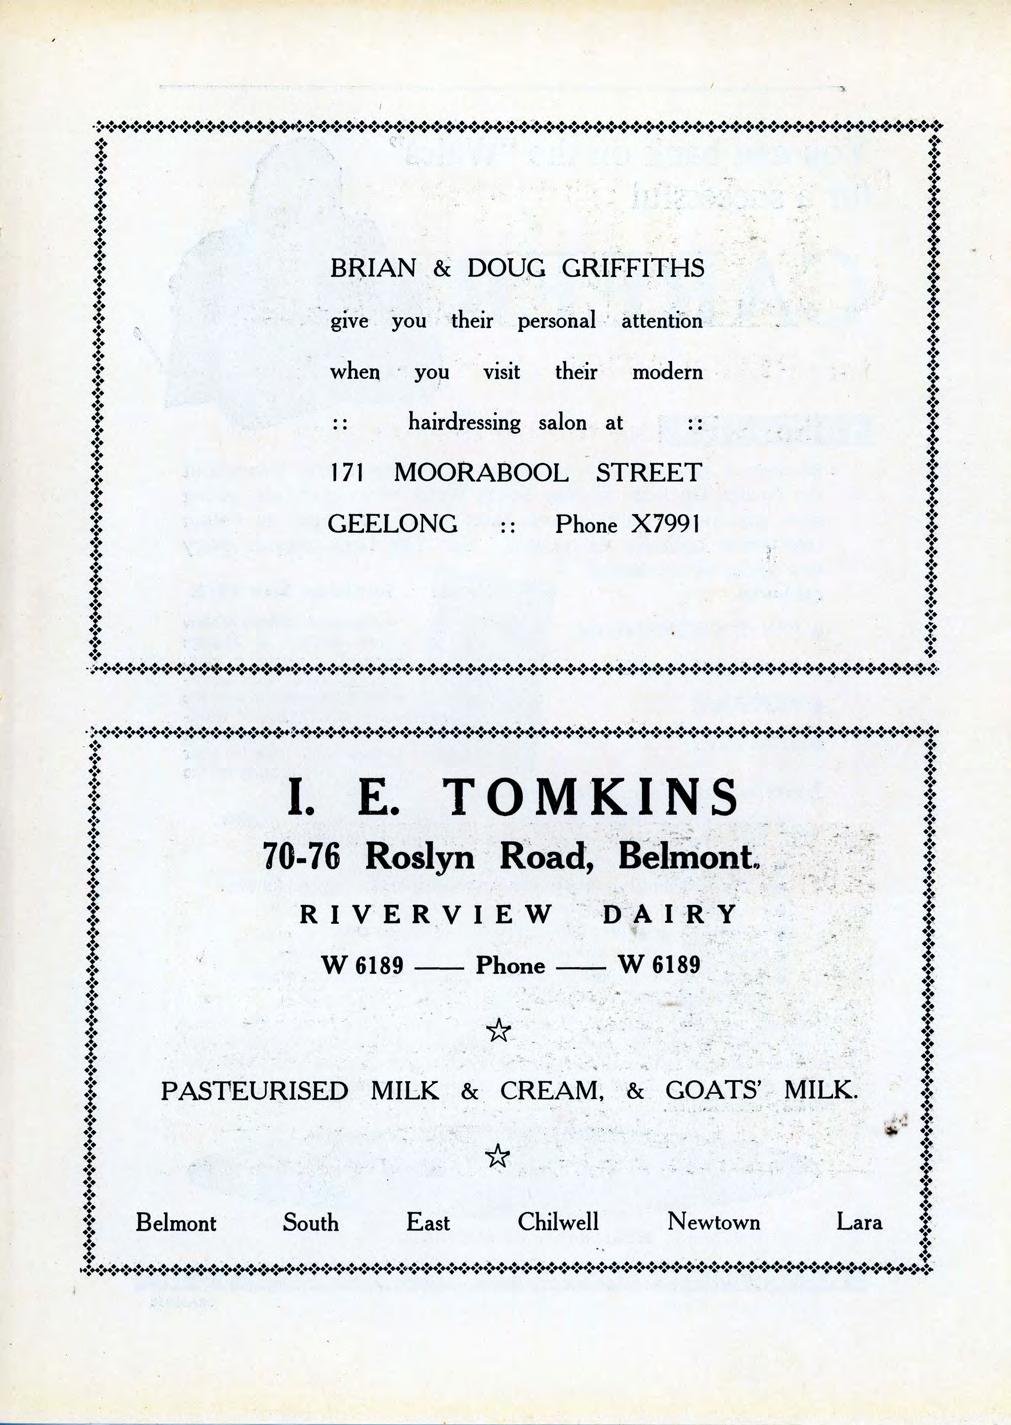 BRIAN & DOUG GRIFFITHS
give you their personal attention
when you visit their modern
:: hairdressing salon at ::
171 MOORABOOL STREET
GEELONG :: Phone X7991
I. E. TOMKINS
70-76 Roslyn Road, Belmont.
RIVERVIEW DAIRY
W 6189 —— Phone —— W 6189
☆
PASTEURISED MILK & CREAM, & GOATS' MILK.
☆
Belmont South East Chilwell Newtown Lara